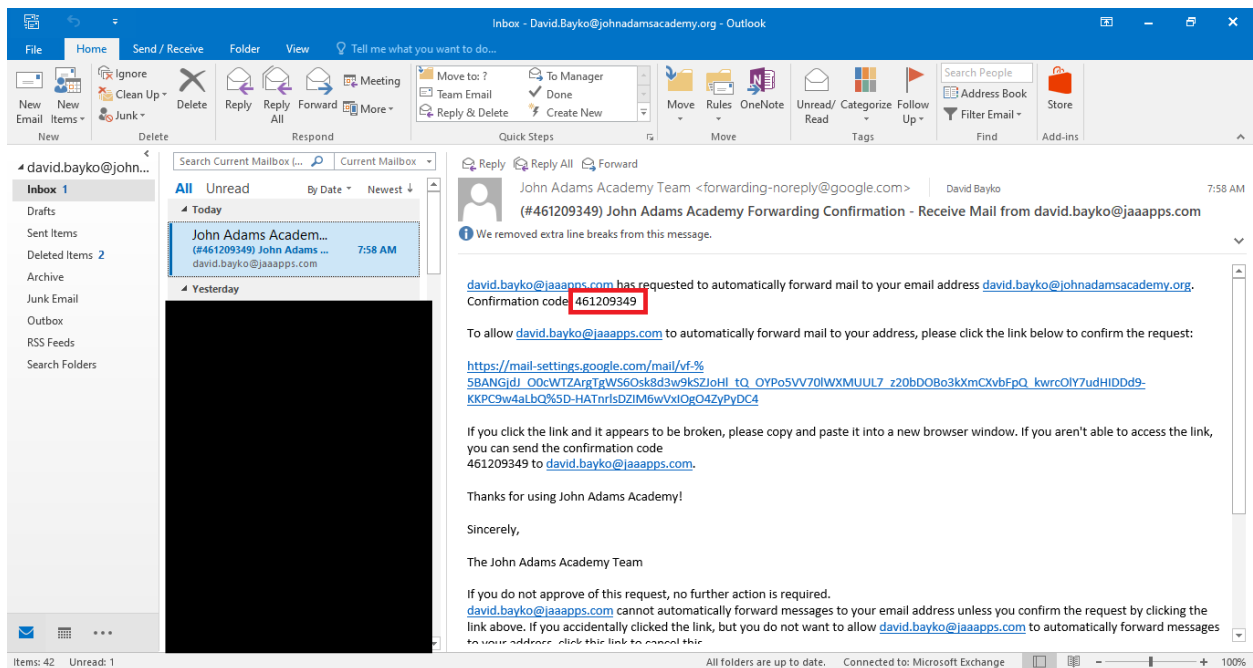 Inbox - David.Bayko@johnadamsacademy.org - Outlook
File Home Send / Receive Folder View Tell me what you want to do...
New Email
New Items
Ignore
Clean Up
Junk
Delete
Reply
Reply All
Forward
Meeting
More
Move to: ?
Team Email
Reply & Delete
To Manager
Done
Create New
Move
Rules
OneNote
Unread/ Read
Categorize
Follow Up
Search People
Address Book
Filter Email
Store
New Delete Respond Quick Steps Move Tags Find Add-ins
david.bayko@john...
Inbox 1
Drafts
Sent Items
Deleted Items 2
Archive
Junk Email
Outbox
RSS Feeds
Search Folders
Search Current Mailbox (... Current Mailbox
All Unread By Date Newest ↓
Today
John Adams Academ...
(#461209349) John Adams ... 7:58 AM
david.bayko@jaaapps.com
Yesterday
Reply Reply All Forward
John Adams Academy Team <forwarding-noreply@google.com> David Bayko 7:58 AM
(#461209349) John Adams Academy Forwarding Confirmation - Receive Mail from david.bayko@jaaapps.com
We removed extra line breaks from this message.
david.bayko@jaaapps.com has requested to automatically forward mail to your email address david.bayko@johnadamsacademy.org.
Confirmation code: 461209349
To allow david.bayko@jaaapps.com to automatically forward mail to your address, please click the link below to confirm the request:
https://mail-settings.google.com/mail/vf-%
5BANGjdJ_O0cWTZArgTgWS6Osk8d3w9kSZJoHl_tQ_OYPo5VV70lWXMUUL7_z20bDOBo3kXmCXvbFpQ_kwrcOlY7udHIDDd9-
KKPC9w4aLbQ%5D-HATnrlsDZIM6wVxIOgO4ZyPyDC4
If you click the link and it appears to be broken, please copy and paste it into a new browser window. If you aren't able to access the link,
you can send the confirmation code
461209349 to david.bayko@jaaapps.com.
Thanks for using John Adams Academy!
Sincerely,
The John Adams Academy Team
If you do not approve of this request, no further action is required.
david.bayko@jaaapps.com cannot automatically forward messages to your email address unless you confirm the request by clicking the
link above. If you accidentally clicked the link, but you do not want to allow david.bayko@jaaapps.com to automatically forward messages
to your address, click this link to cancel this
Items: 42 Unread: 1 All folders are up to date. Connected to: Microsoft Exchange 100%